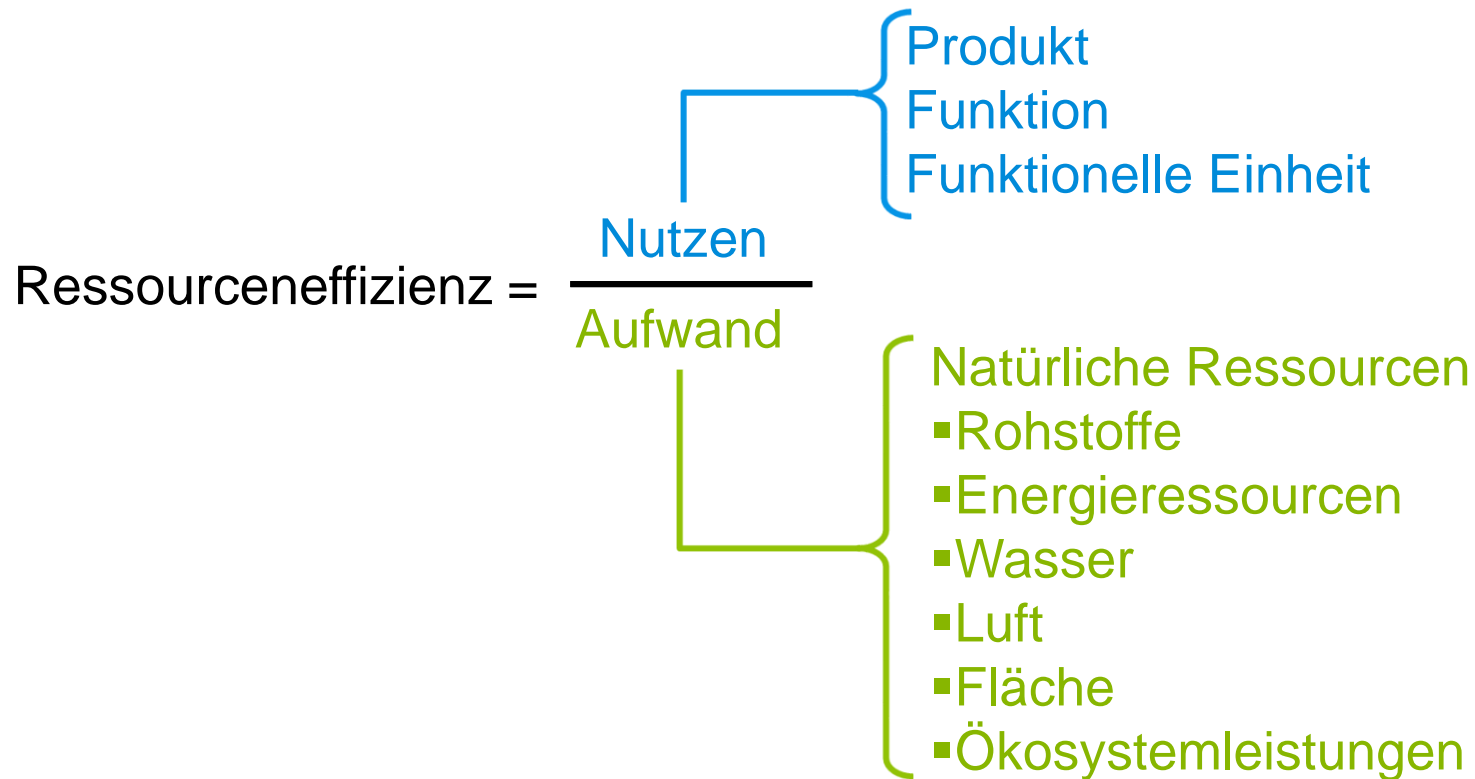 Produkt
Funktion
Funktionelle Einheit
Ressourceneffizienz =
Nutzen
Aufwand
Natürliche Ressourcen
▪Rohstoffe
▪Energieressourcen
▪Wasser
▪Luft
▪Fläche
▪Ökosystemleistungen